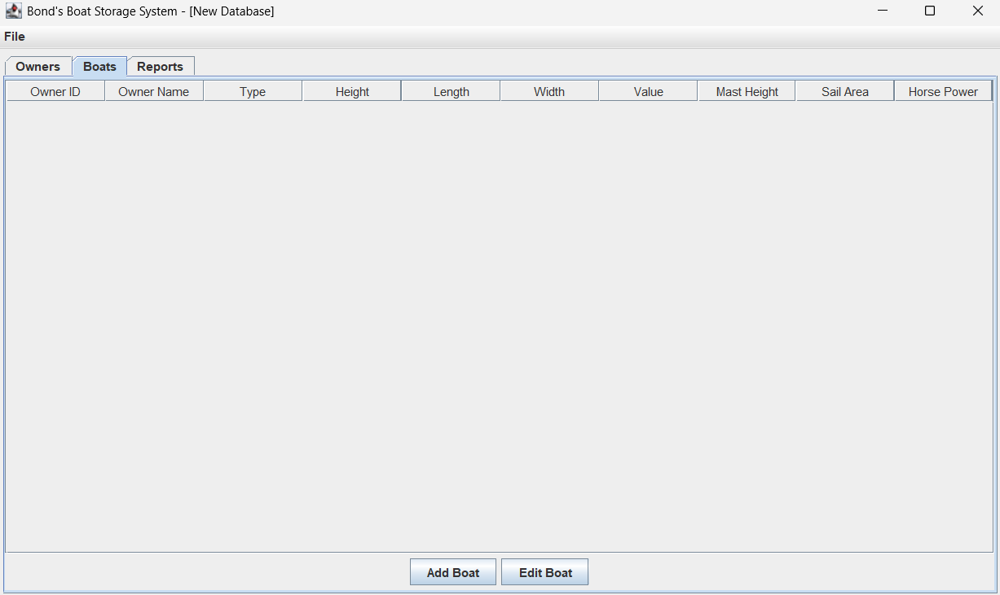 Bond's Boat Storage System - [New Database]
File
Owners Boats Reports
Owner ID Owner Name Type Height Length Width Value Mast Height Sail Area Horse Power
Add Boat Edit Boat